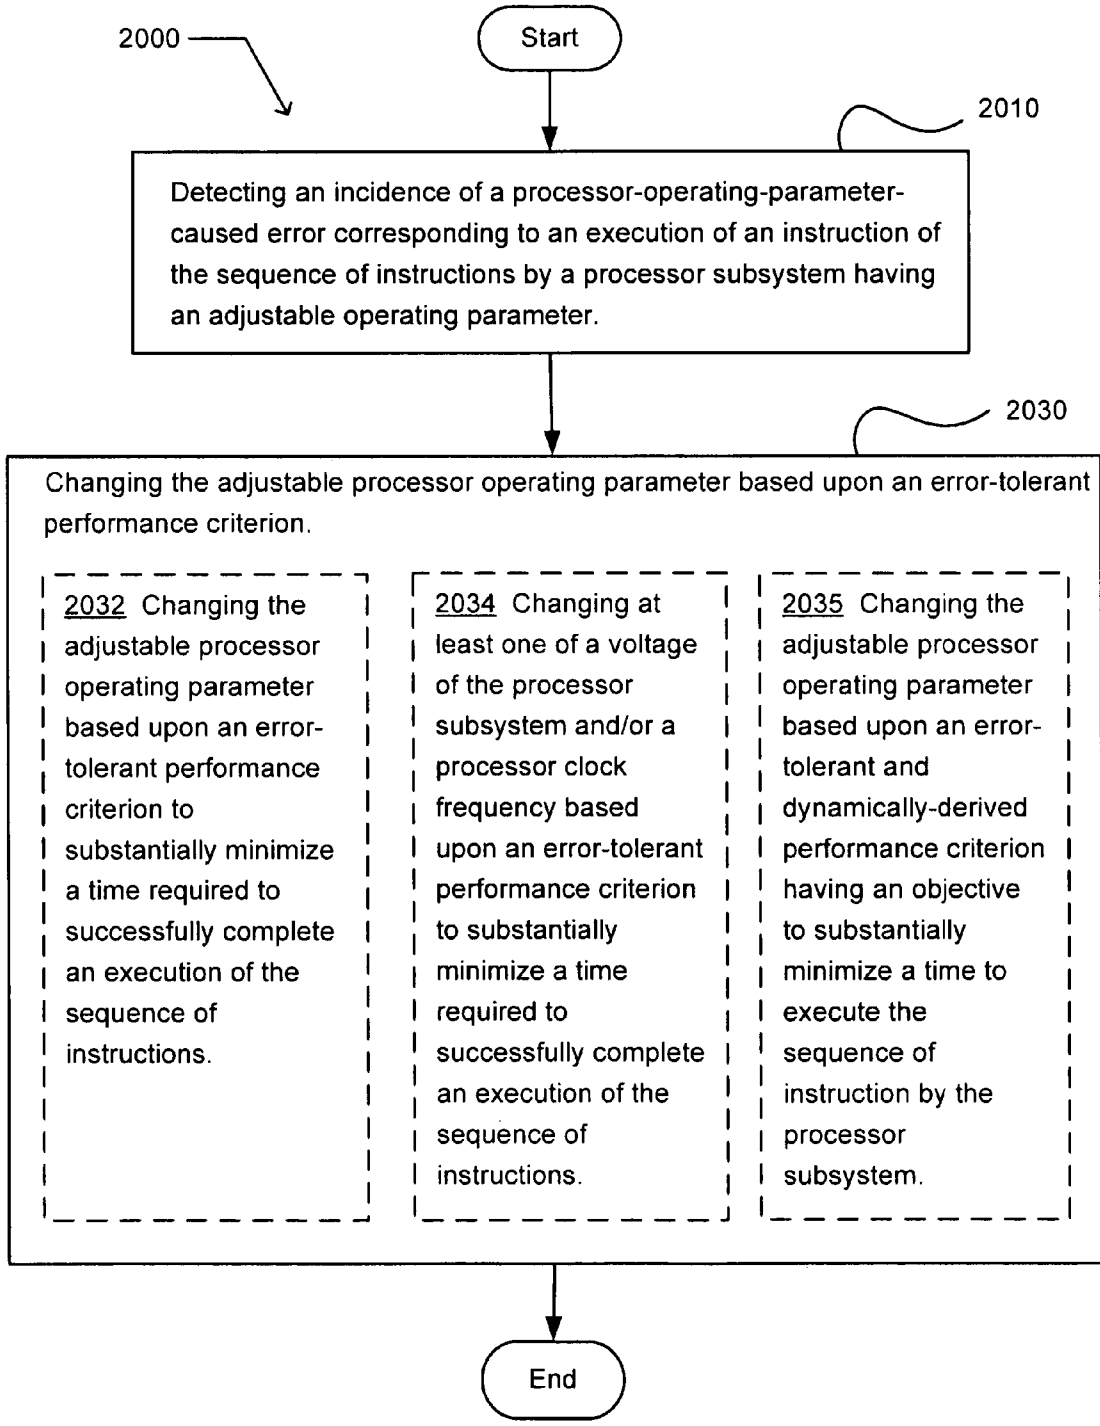 2000
Start
2010
Detecting an incidence of a processor-operating-parameter-
caused error corresponding to an execution of an instruction of
the sequence of instructions by a processor subsystem having
an adjustable operating parameter.
2030
Changing the adjustable processor operating parameter based upon an error-tolerant
performance criterion.
2032 Changing the
adjustable processor
operating parameter
based upon an error-
tolerant performance
criterion to
substantially minimize
a time required to
successfully complete
an execution of the
sequence of
instructions.
2034 Changing at
least one of a voltage
of the processor
subsystem and/or a
processor clock
frequency based
upon an error-tolerant
performance criterion
to substantially
minimize a time
required to
successfully complete
an execution of the
sequence of
instructions.
2035 Changing the
adjustable processor
operating parameter
based upon an error-
tolerant and
dynamically-derived
performance criterion
having an objective
to substantially
minimize a time to
execute the
sequence of
instruction by the
processor
subsystem.
End